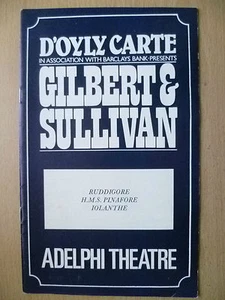 D'OYLY CARTE
IN ASSOCIATION WITH BARCLAYS BANK-PRESENTS
GILBERT &
SULLIVAN
RUDDIGORE
H.M.S. PINAFORE
IOLANTHE
ADELPHI THEATRE